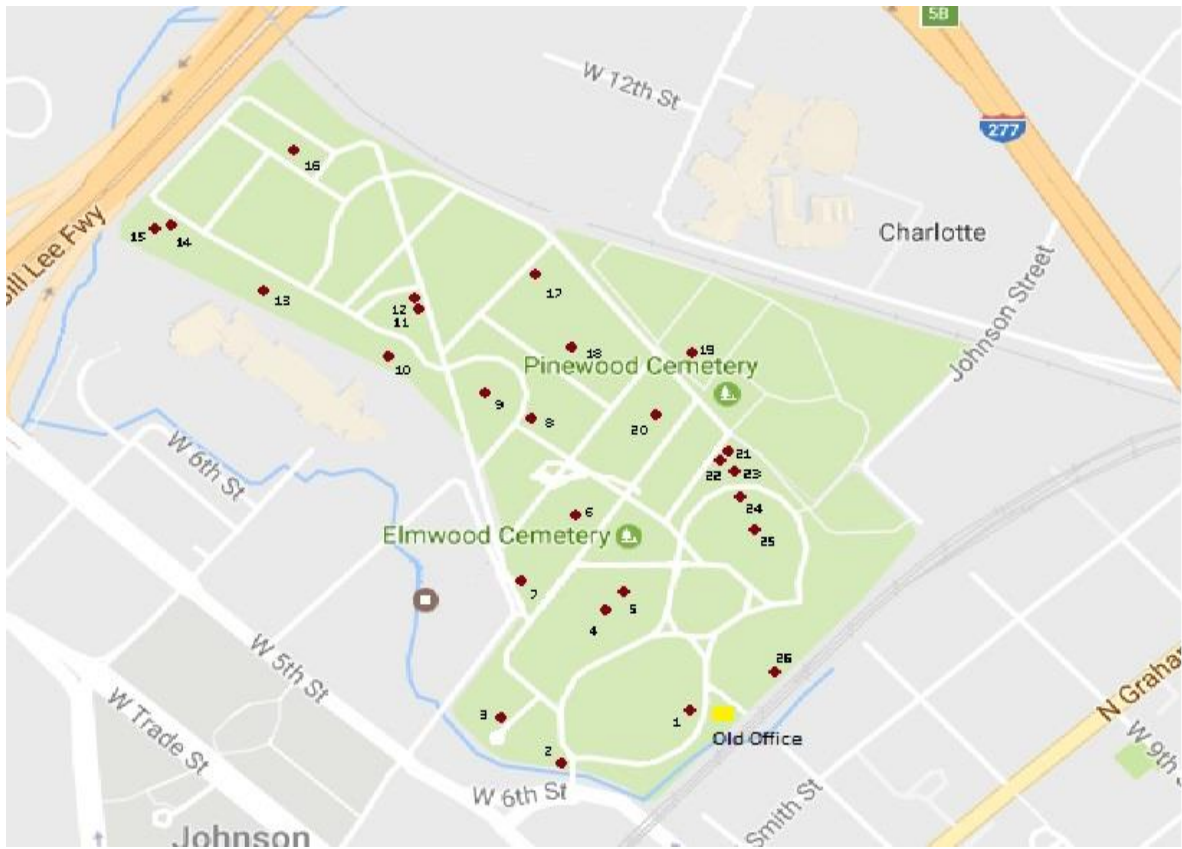 5B
W 12th St
277
16
Charlotte
15
14
Bill Lee Fwy
13
17
12
11
Johnson Street
18
19
Pinewood Cemetery
10
9
8
20
21
22
23
W 6th St
24
6
Elmwood Cemetery
25
7
5
4
26
W 5th St
N Graham
3
1
W Trade St
Old Office
2
W 9th S
W 6th St
Smith St
Johnson